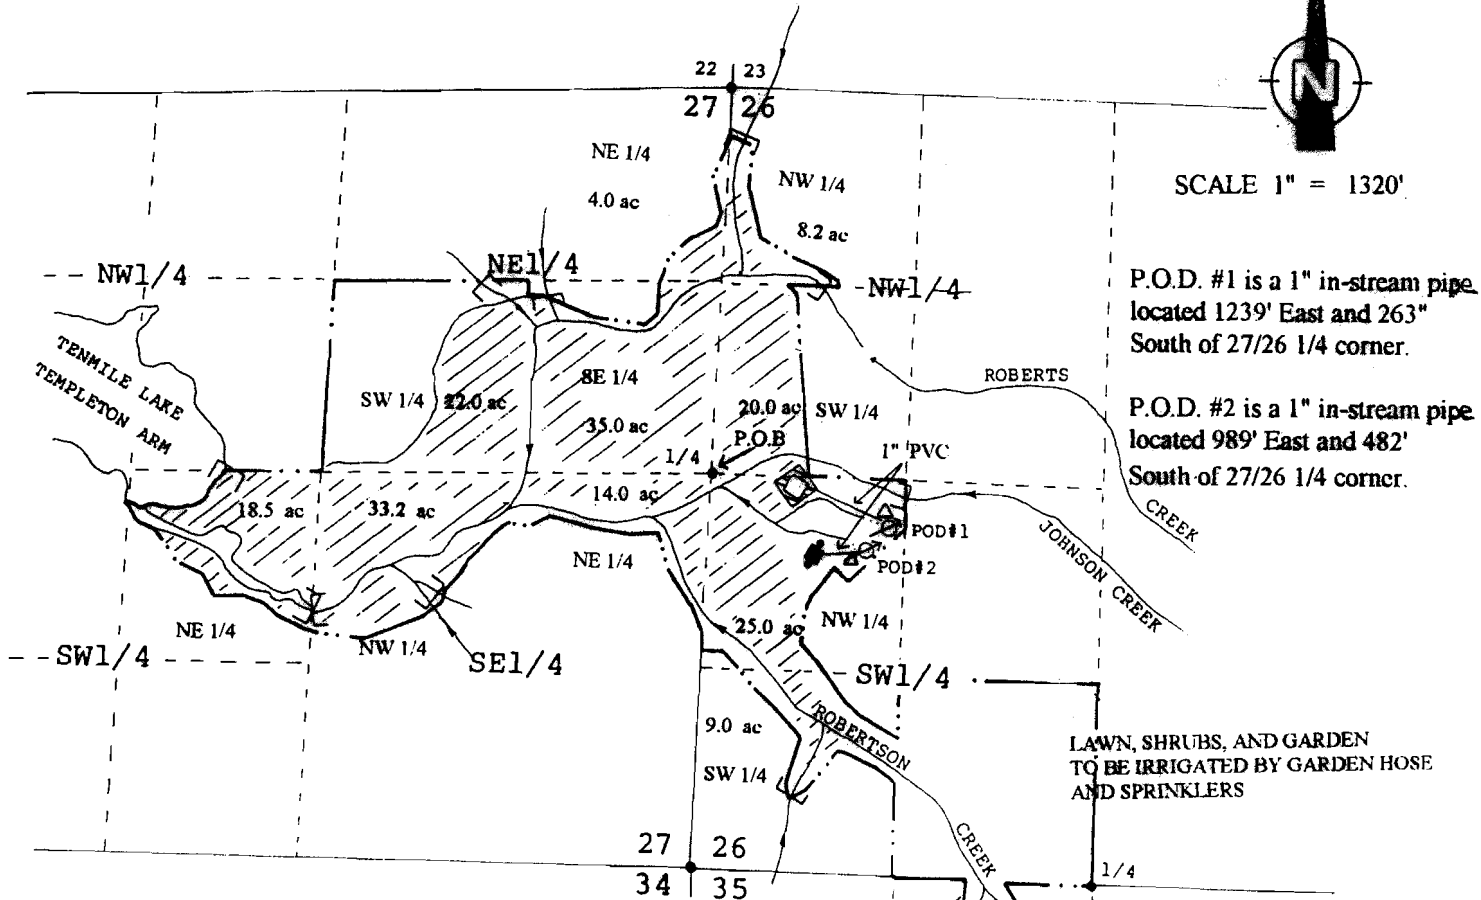 22 23
27 26
N
NE 1/4
NW 1/4
SCALE 1" = 1320'
4.0 ac
8.2 ac
NW1/4
NE1/4
NW1/4
P.O.D. #1 is a 1" in-stream pipe
located 1239' East and 263"
South of 27/26 1/4 corner.
TENMILE LAKE
TEMPLETON ARM
SE 1/4
ROBERTS
CREEK
SW 1/4
22.0 ac
35.0 ac
20.0 ac
SW 1/4
P.O.D. #2 is a 1" in-stream pipe
located 989' East and 482'
South of 27/26 1/4 corner.
1/4
P.O.B
1" PVC
18.5 ac
33.2 ac
14.0 ac
POD#1
JOHNSON CREEK
NE 1/4
POD#2
NE 1/4
NW 1/4
25.0 ac
NW 1/4
SW1/4
SE1/4
SW1/4
9.0 ac
ROBERTSON
CREEK
SW 1/4
LAWN, SHRUBS, AND GARDEN
TO BE IRRIGATED BY GARDEN HOSE
AND SPRINKLERS
27 26
34 35
1/4